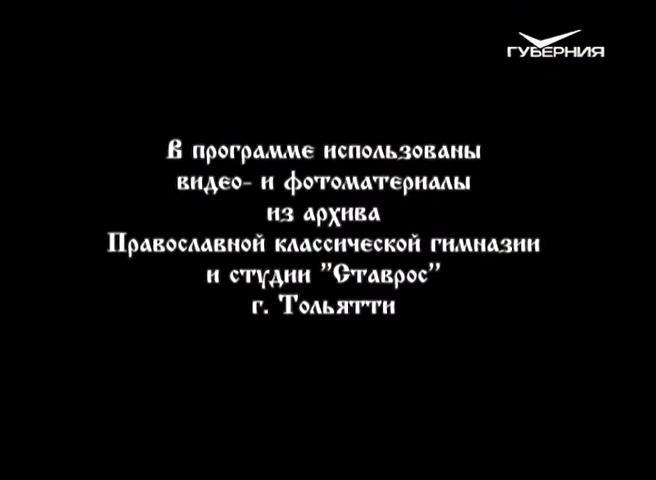 ГУБЕРНИЯ
В программе использованы
видео- и фотоматериалы
из архива
Православной классической гимназии
и студии "Ставрос"
г. Тольятти